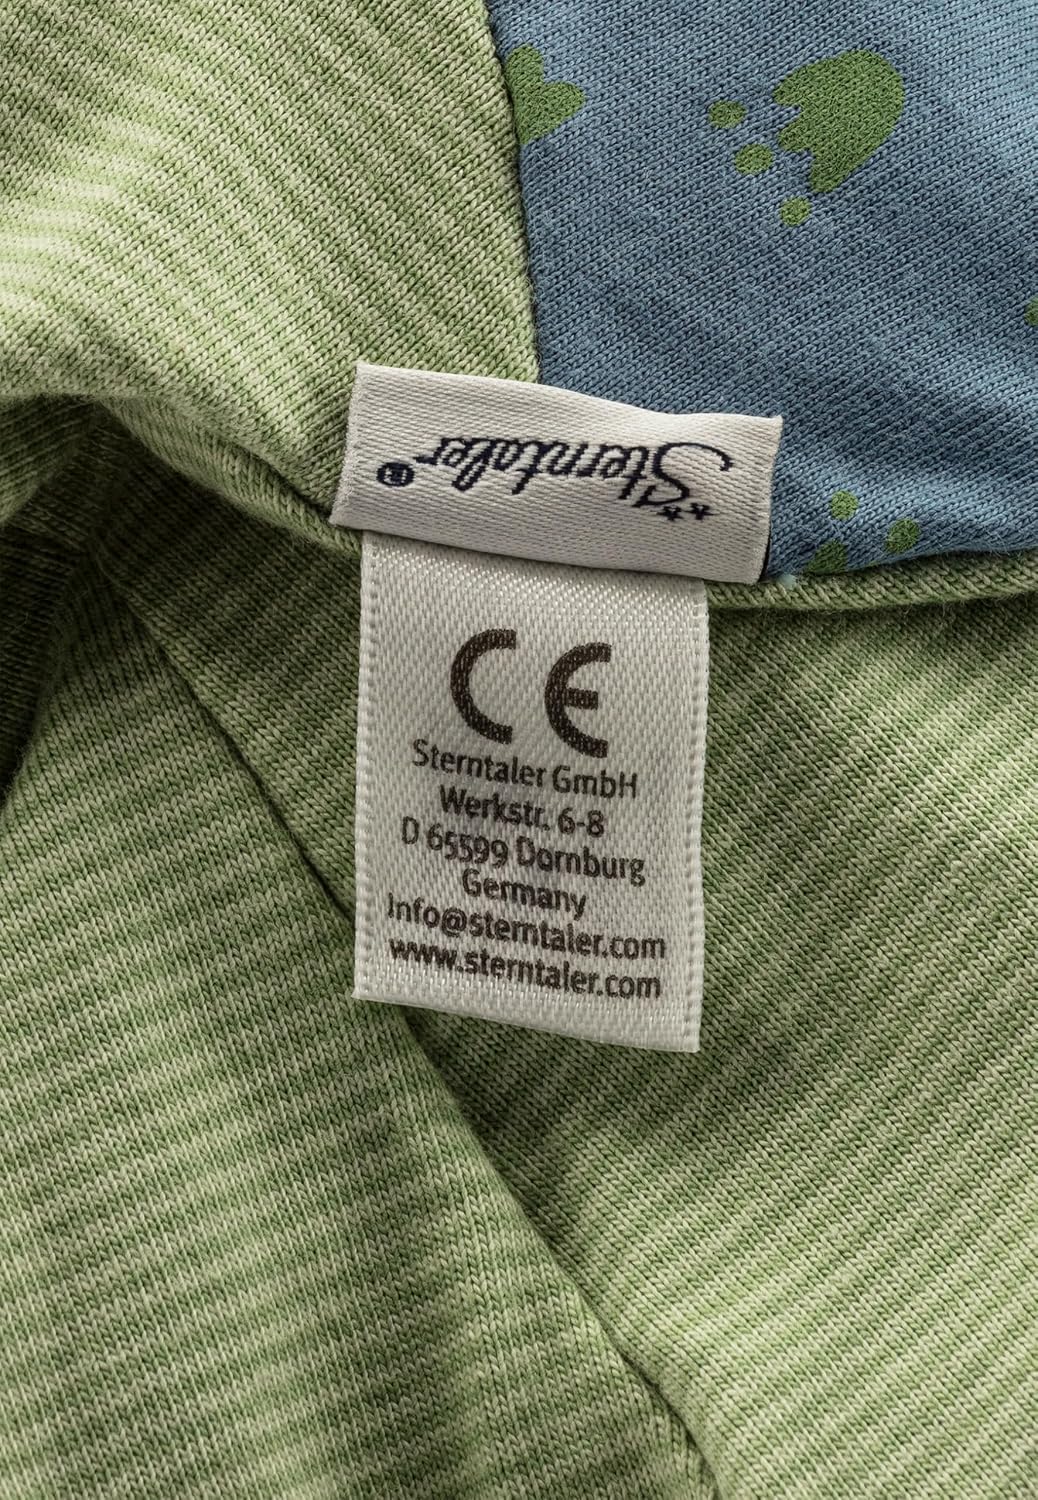 Sterntaler®
CE
Sterntaler GmbH
Werkstr. 6-8
D 65599 Dornburg
Germany
Info@sterntaler.com
www.sterntaler.com